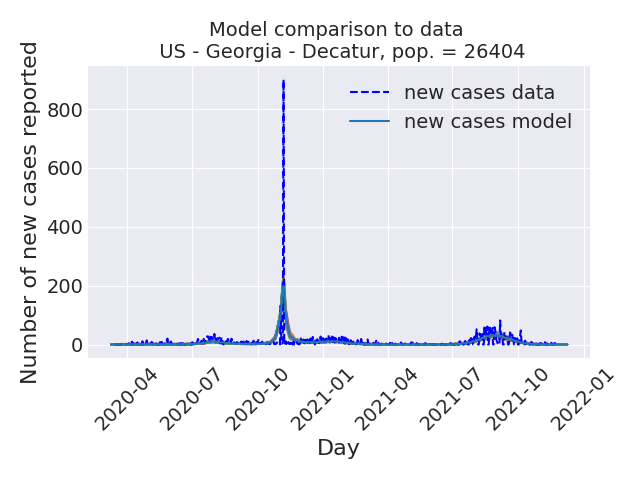 Model comparison to data
US - Georgia - Decatur, pop. = 26404
Number of new cases reported
800
600
400
200
0
new cases data
new cases model
2020-04
2020-07
2020-10
2021-01
2021-04
2021-07
2021-10
2022-01
Day